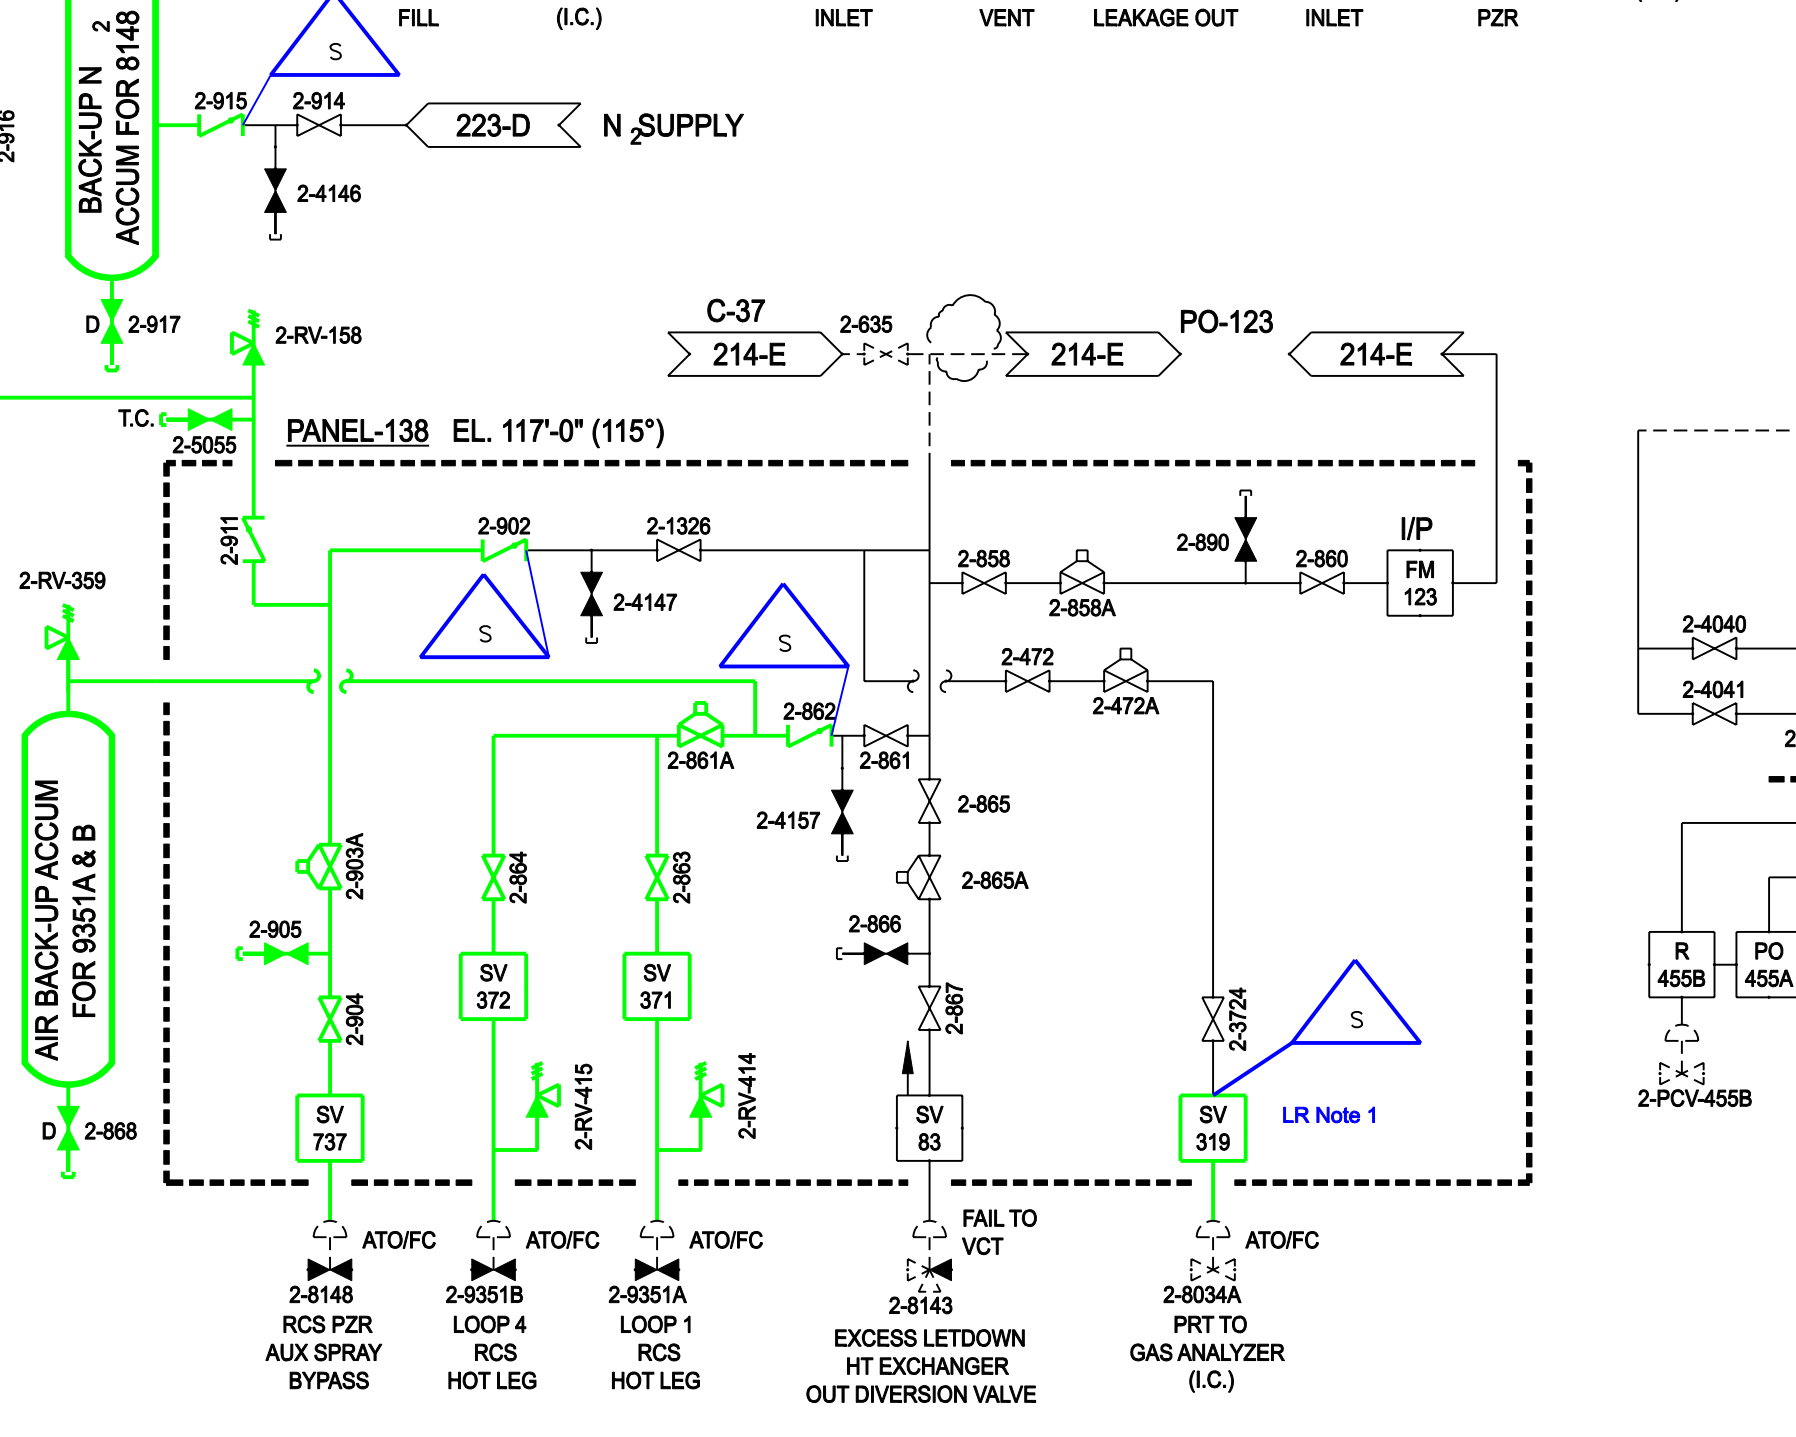 FILL
(I.C.)
INLET
VENT
LEAKAGE OUT
INLET
PZR
2-916
BACK-UP N2
ACCUM FOR 8148
S
2-915
2-914
223-D
N2SUPPLY
2-4146
D
2-917
2-RV-158
T.C.
2-5055
C-37
214-E
2-635
214-E
PO-123
214-E
PANEL-138 EL. 117'-0" (115°)
2-911
2-902
2-1326
2-4147
S
S
2-858
2-858A
2-890
2-860
I/P
FM
123
2-RV-359
2-472
2-472A
2-4040
2-4041
2
2-862
2-861A
2-861
2-4157
2-865
2-865A
AIR BACK-UP ACCUM
FOR 9351A & B
2-903A
2-864
2-863
2-905
2-866
2-904
SV
372
SV
371
2-867
2-3724
S
R
455B
PO
455A
2-PCV-455B
D
2-868
SV
737
2-RV-415
2-RV-414
SV
83
SV
319
LR Note 1
ATO/FC
ATO/FC
ATO/FC
FAIL TO
VCT
ATO/FC
2-8148
RCS PZR
AUX SPRAY
BYPASS
2-9351B
LOOP 4
RCS
HOT LEG
2-9351A
LOOP 1
RCS
HOT LEG
2-8143
EXCESS LETDOWN
HT EXCHANGER
OUT DIVERSION VALVE
2-8034A
PRT TO
GAS ANALYZER
(I.C.)